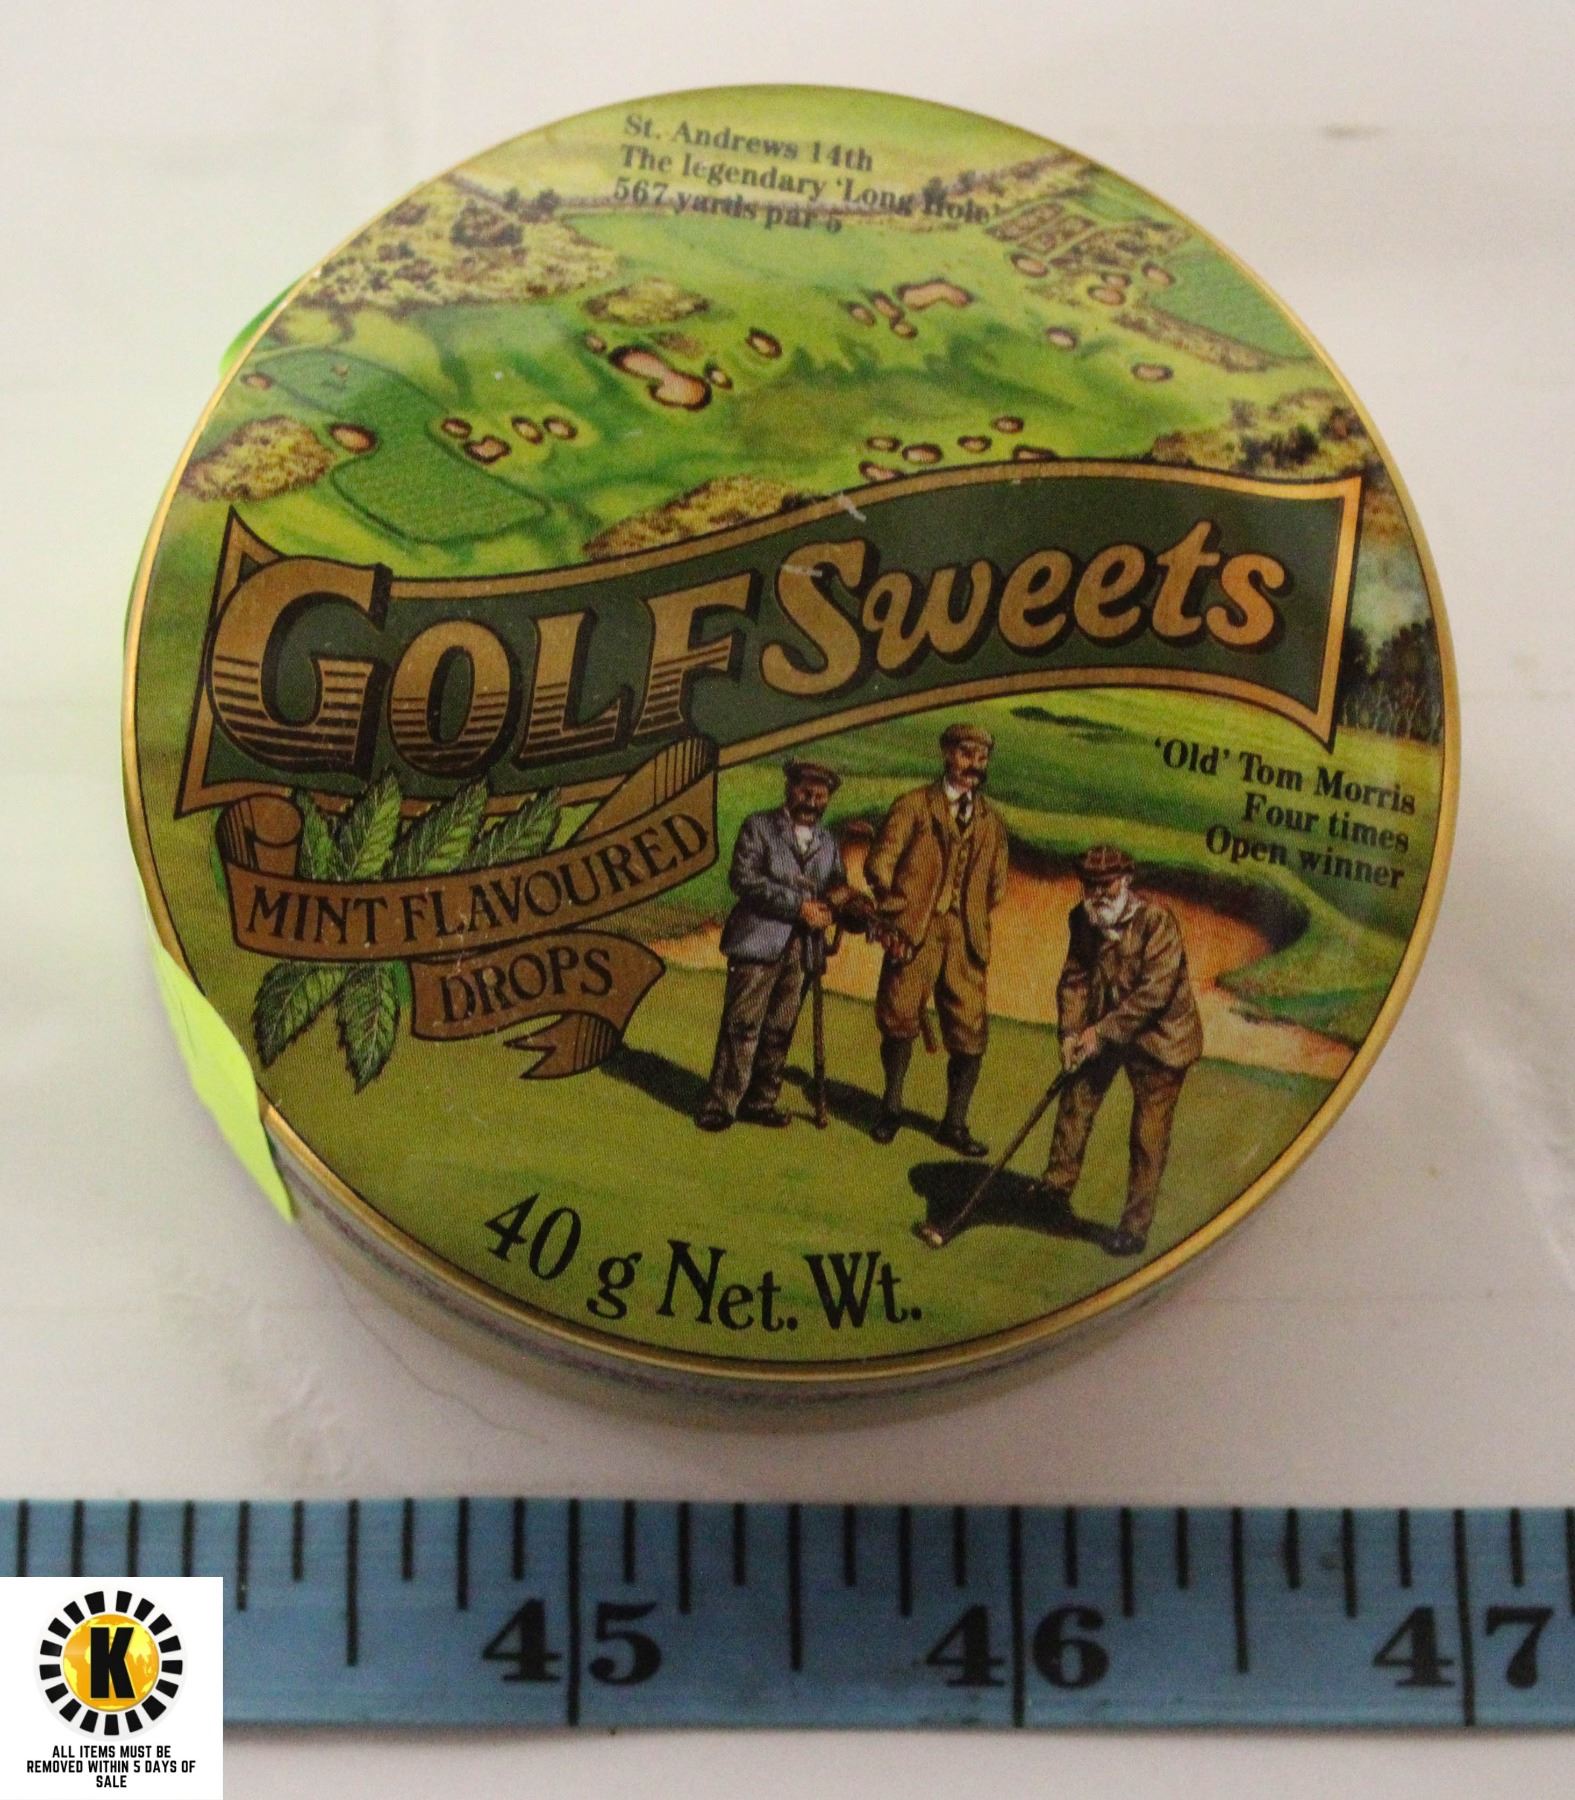 St. Andrews 14th
The legendary 'Long Hole'
567 yards par 5
GOLF Sweets
MINT FLAVOURED
DROPS
'Old' Tom Morris
Four times
Open winner
40 g Net. Wt.
45 46 47
K
ALL ITEMS MUST BE
REMOVED WITHIN 5 DAYS OF
SALE